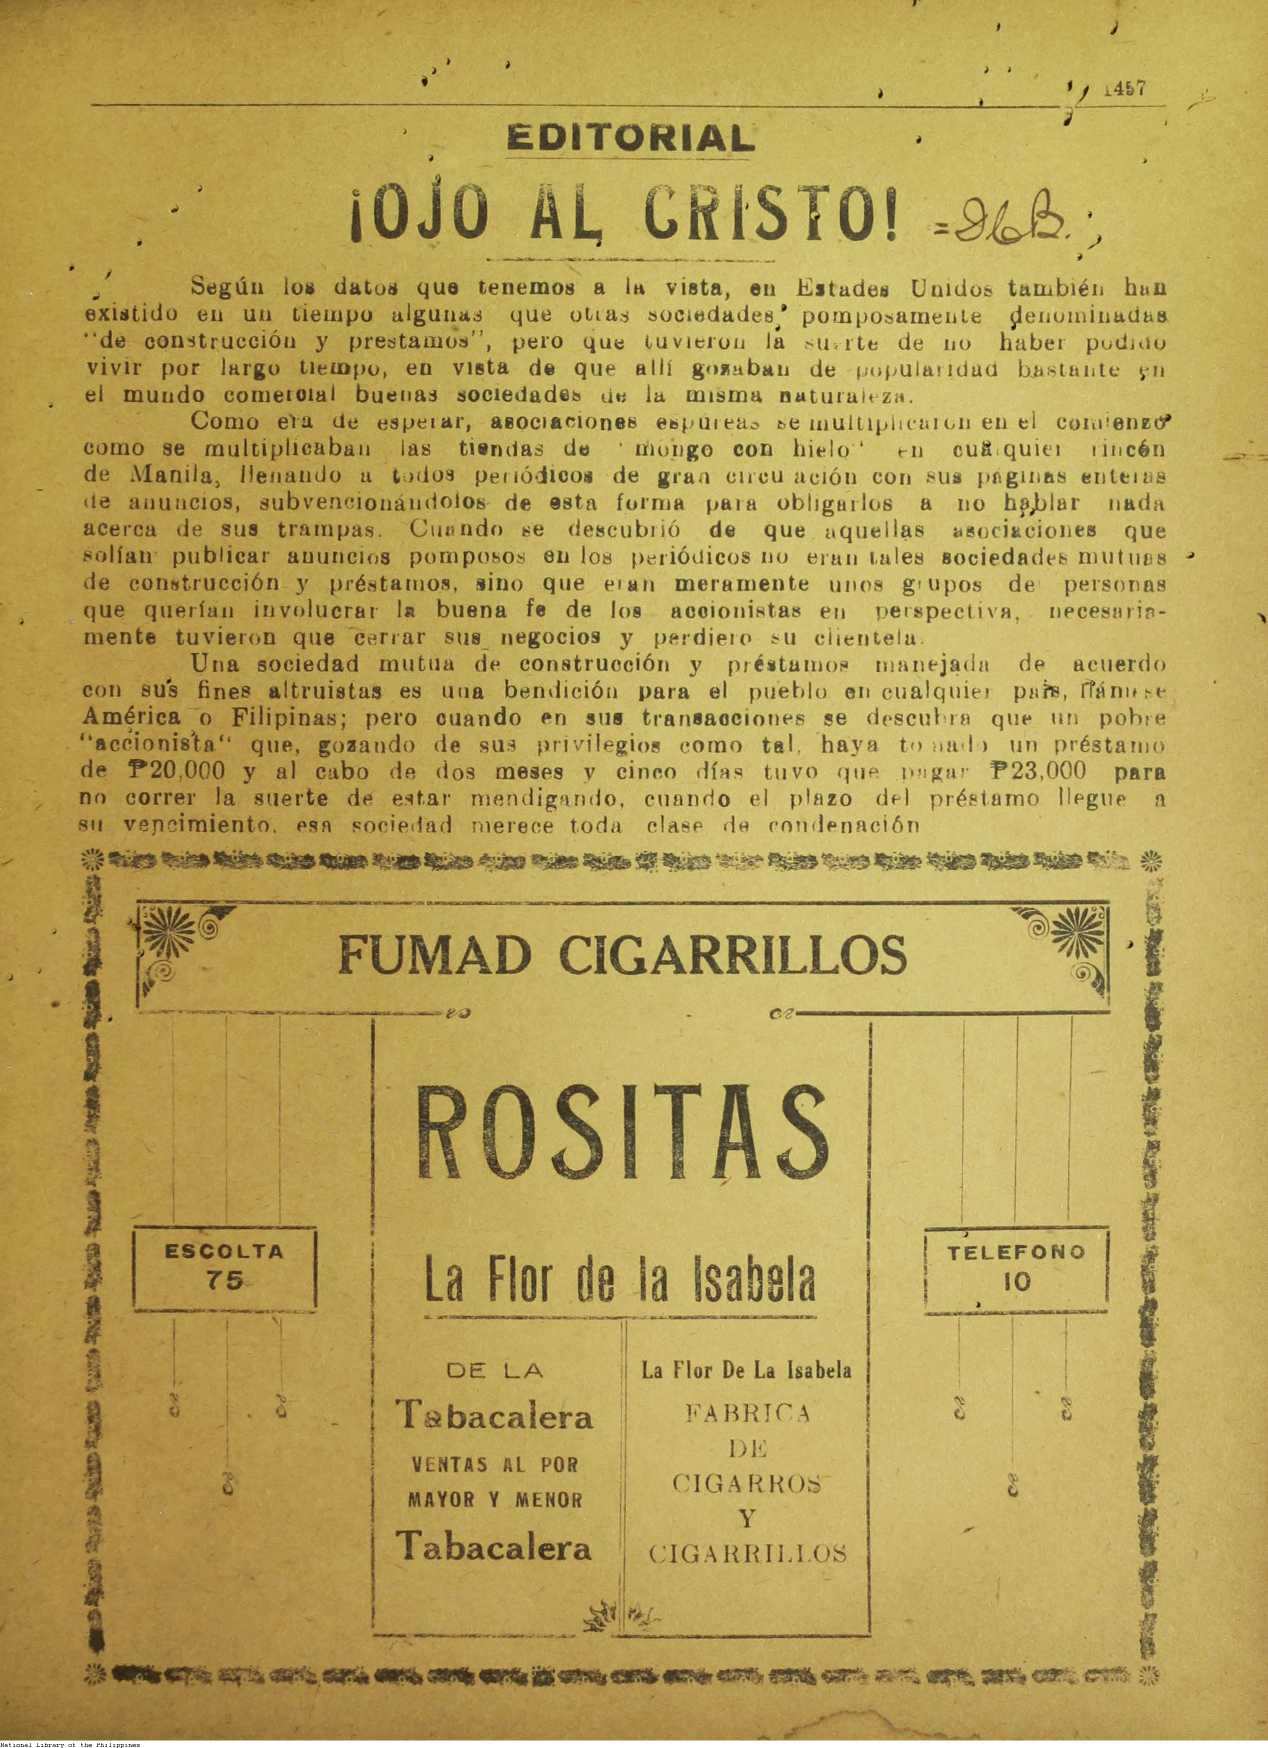 1457
EDITORIAL
¡OJO AL CRISTO!
Según los datos que tenemos a la vista, en Estades Unidos también han
existido en un tiempo algunas que otras sociedades, pomposamente denominadas
"de construcción y prestamos", pero que tuvieron la suerte de no haber podido
vivir por largo tiempo, en vista de que allí gozaban de popularidad bastante en
el mundo comercial buenas sociedades de la misma naturaleza.
Como era de esperar, asociaciones espureas se multiplicaron en el comienzo
como se multiplicaban las tiendas de "mongo con hielo" en cualquier rincón
de Manila, llenando a todos periódicos de gran circulación con sus páginas enteras
de anuncios, subvencionándolos de esta forma para obligarlos a no hablar nada
acerca de sus trampas. Cuando se descubrió de que aquellas asociaciones que
solían publicar anuncios pomposos en los periódicos no eran tales sociedades mutuas
de construcción y préstamos, sino que eran meramente unos grupos de personas
que querían involucrar la buena fe de los accionistas en perspectiva, necesaria-
mente tuvieron que cerrar sus negocios y perdiero su clientela.
Una sociedad mutua de construcción y préstamos manejada de acuerdo
con sus fines altruistas es una bendición para el pueblo en cualquier país, llámese
América o Filipinas; pero cuando en sus transacciones se descubra que un pobre
"accionista" que, gozando de sus privilegios como tal, haya tomado un préstamo
de ₱20,000 y al cabo de dos meses y cinco días tuvo que pagar ₱23,000 para
no correr la suerte de estar mendigando, cuando el plazo del préstamo llegue a
su vencimiento, esa sociedad merece toda clase de condenación
FUMAD CIGARRILLOS
ROSITAS
ESCOLTA
75
TELEFONO
10
La Flor de la Isabela
DE LA
Tabacalera
VENTAS AL POR
MAYOR Y MENOR
Tabacalera
La Flor De La Isabela
FABRICA
DE
CIGARROS
Y
CIGARRILLOS
National Library of the Philippines